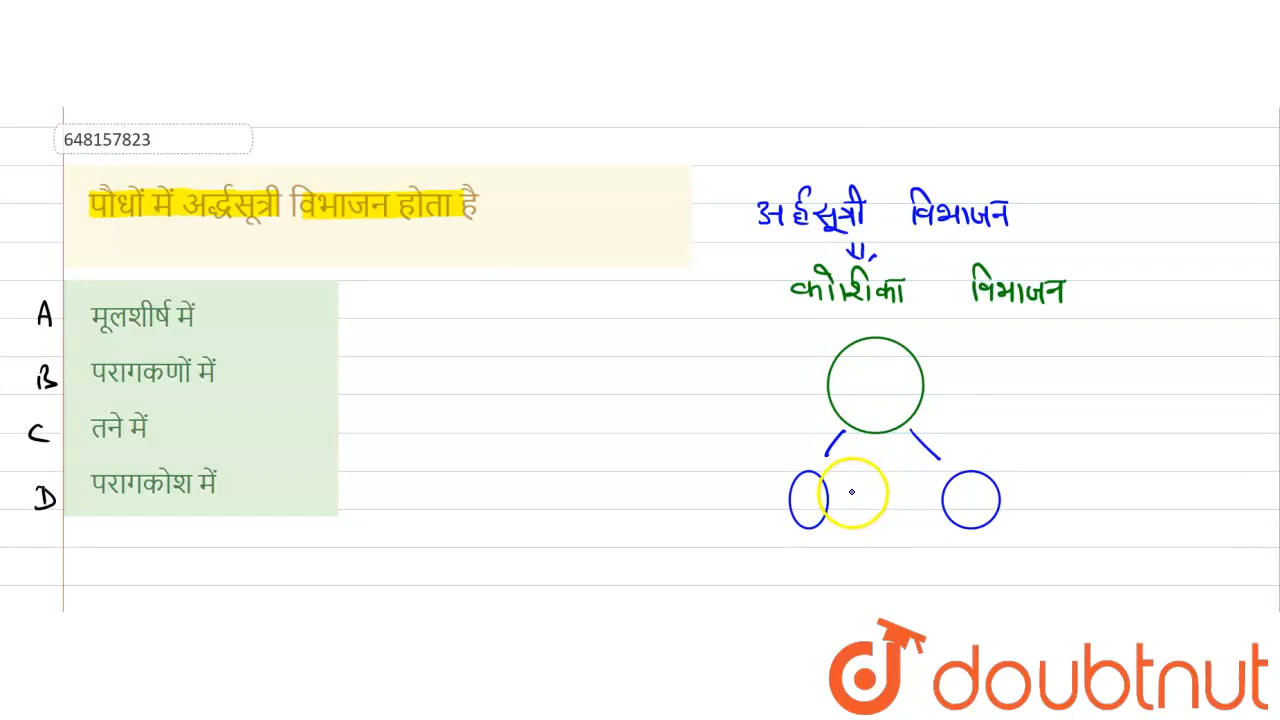 648157823
पौधों में अर्द्धसूत्री विभाजन होता है
A मूलशीर्ष में
B परागकणों में
C तने में
D परागकोश में
अर्द्धसूत्री विभाजन
कोशिका विभाजन
doubtnut